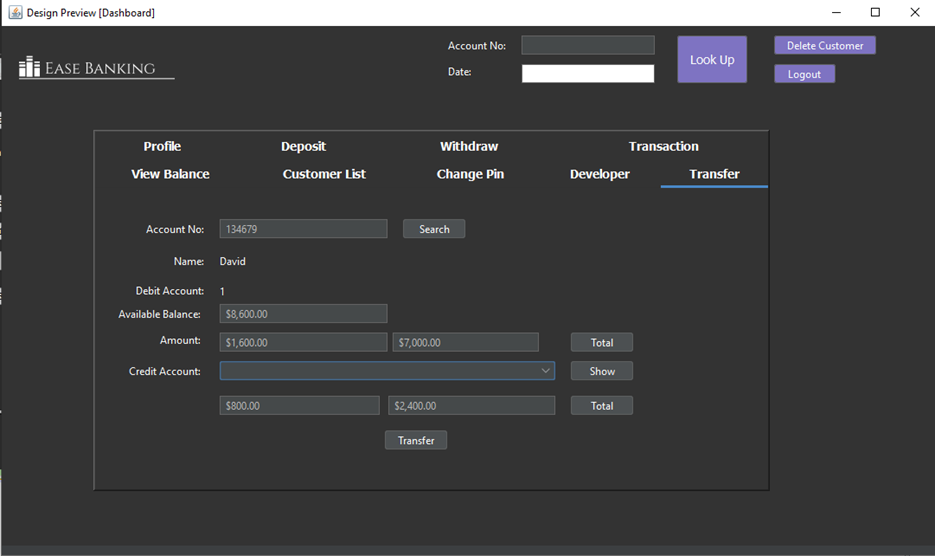 Design Preview [Dashboard]
EASE BANKING
Account No:
Date:
Look Up
Delete Customer
Logout
Profile Deposit Withdraw Transaction
View Balance Customer List Change Pin Developer Transfer
Account No: 134679 Search
Name: David
Debit Account: 1
Available Balance: $8,600.00
Amount: $1,600.00 $7,000.00 Total
Credit Account: Show
$800.00 $2,400.00 Total
Transfer